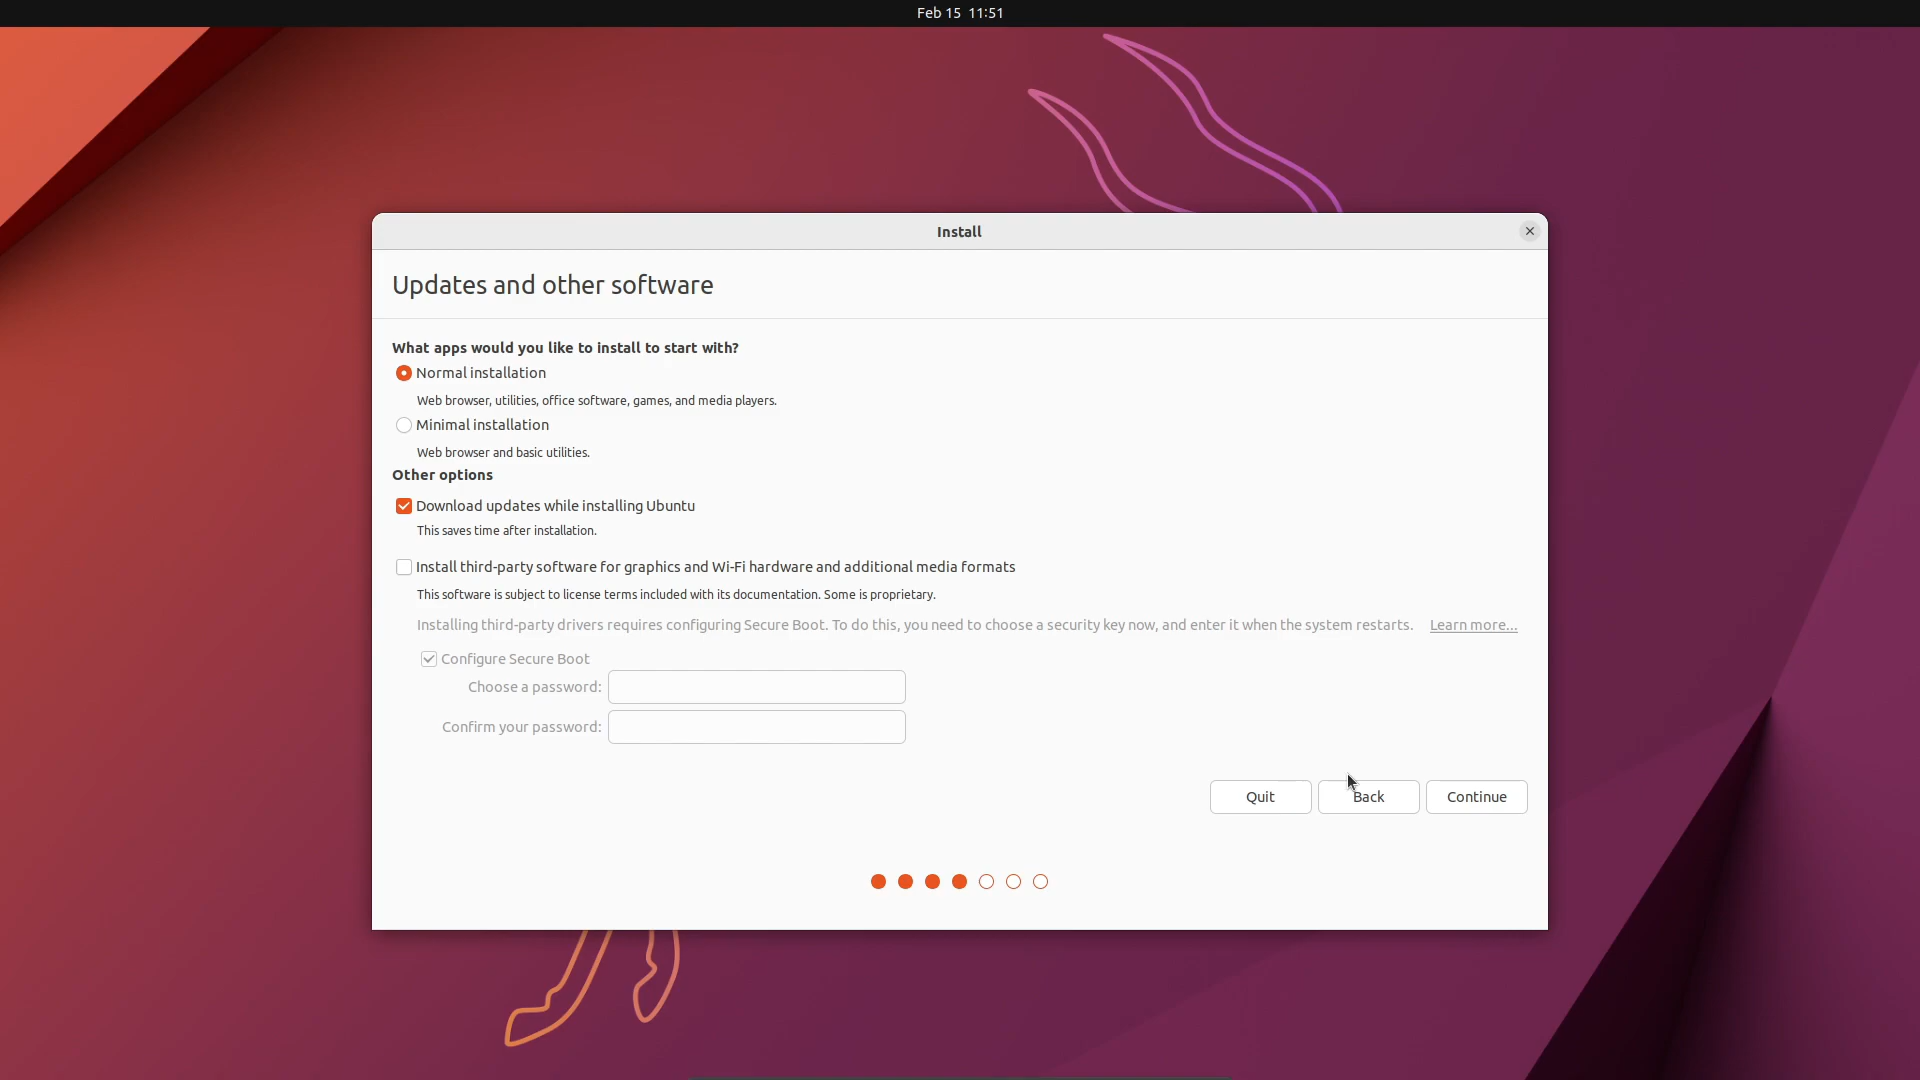 Feb 15 11:51
Install
Updates and other software
What apps would you like to install to start with?
Normal installation
Web browser, utilities, office software, games, and media players.
Minimal installation
Web browser and basic utilities.
Other options
Download updates while installing Ubuntu
This saves time after installation.
Install third-party software for graphics and Wi-Fi hardware and additional media formats
This software is subject to license terms included with its documentation. Some is proprietary.
Installing third-party drivers requires configuring Secure Boot. To do this, you need to choose a security key now, and enter it when the system restarts. Learn more...
Configure Secure Boot
Choose a password:
Confirm your password:
Quit Back Continue